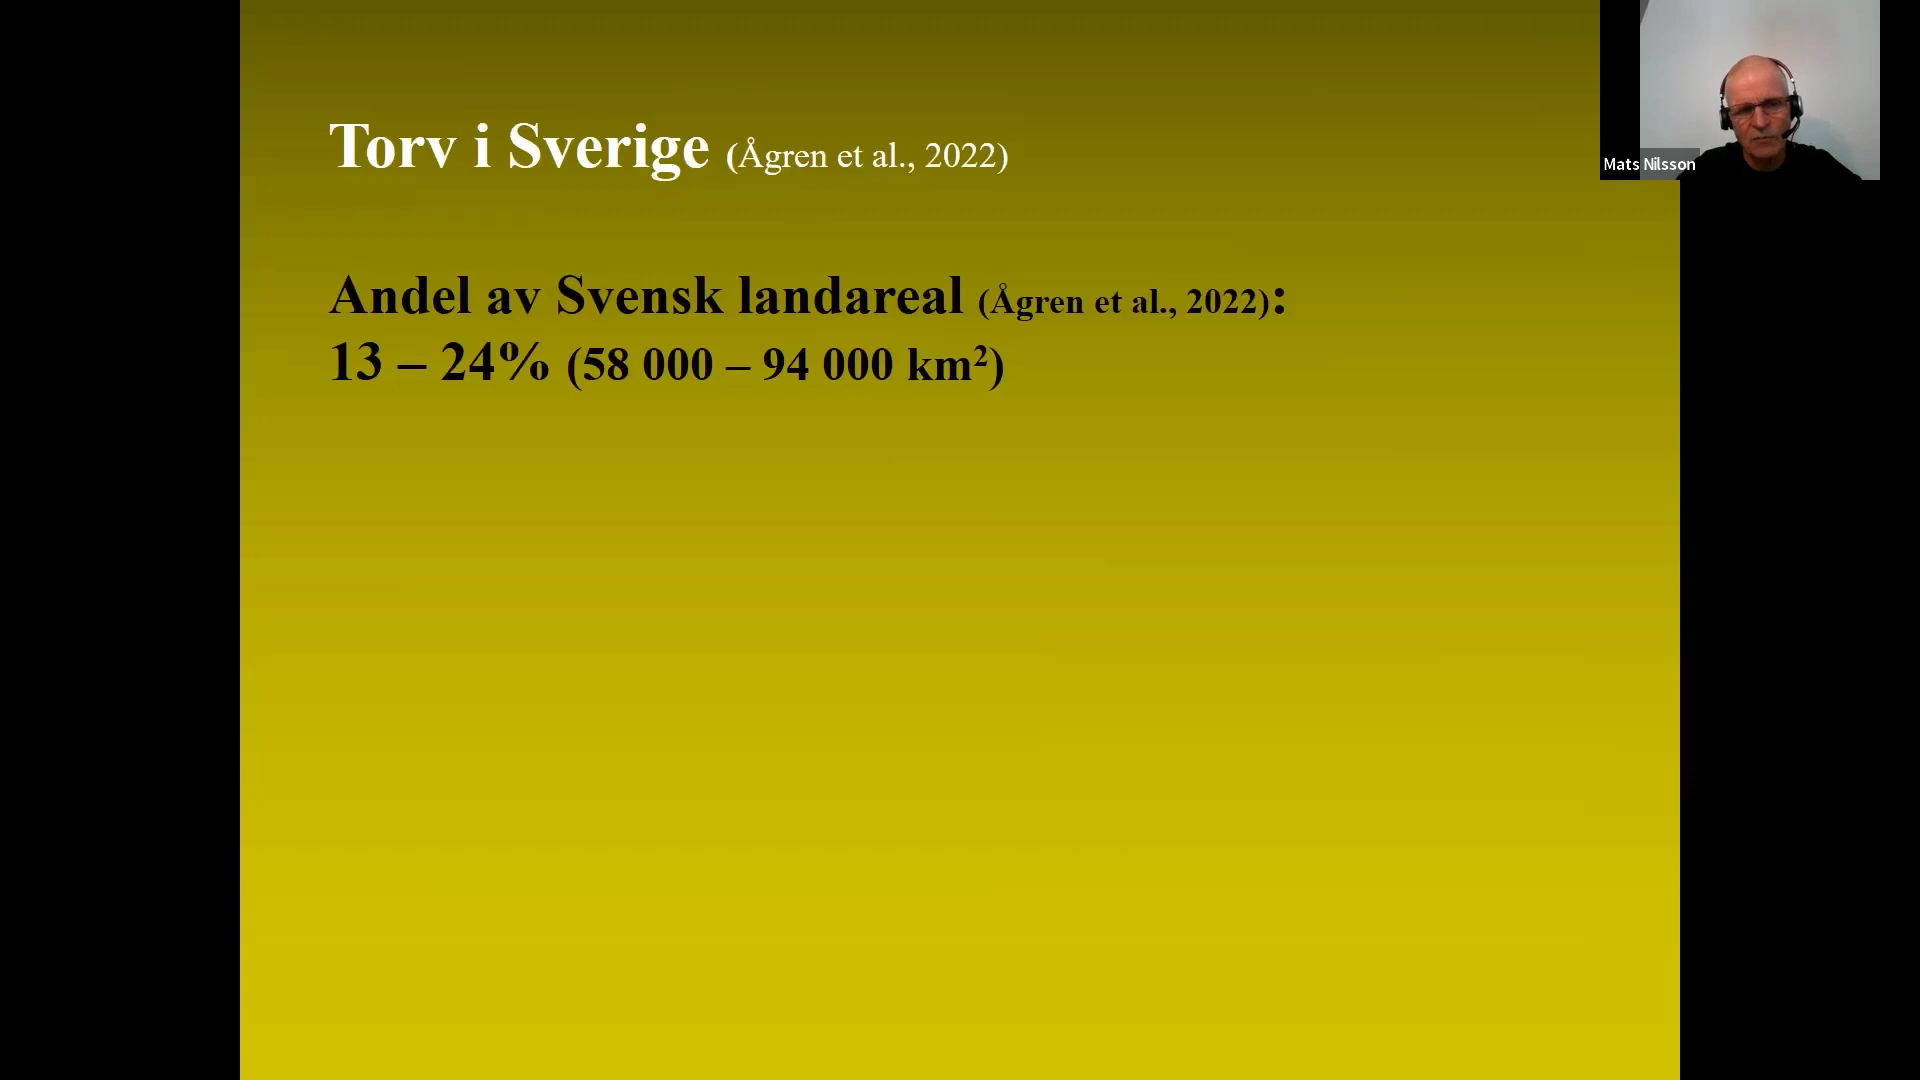 Torv i Sverige (Ågren et al., 2022)
Andel av Svensk landareal (Ågren et al., 2022):
13 – 24% (58 000 – 94 000 km²)
Mats Nilsson